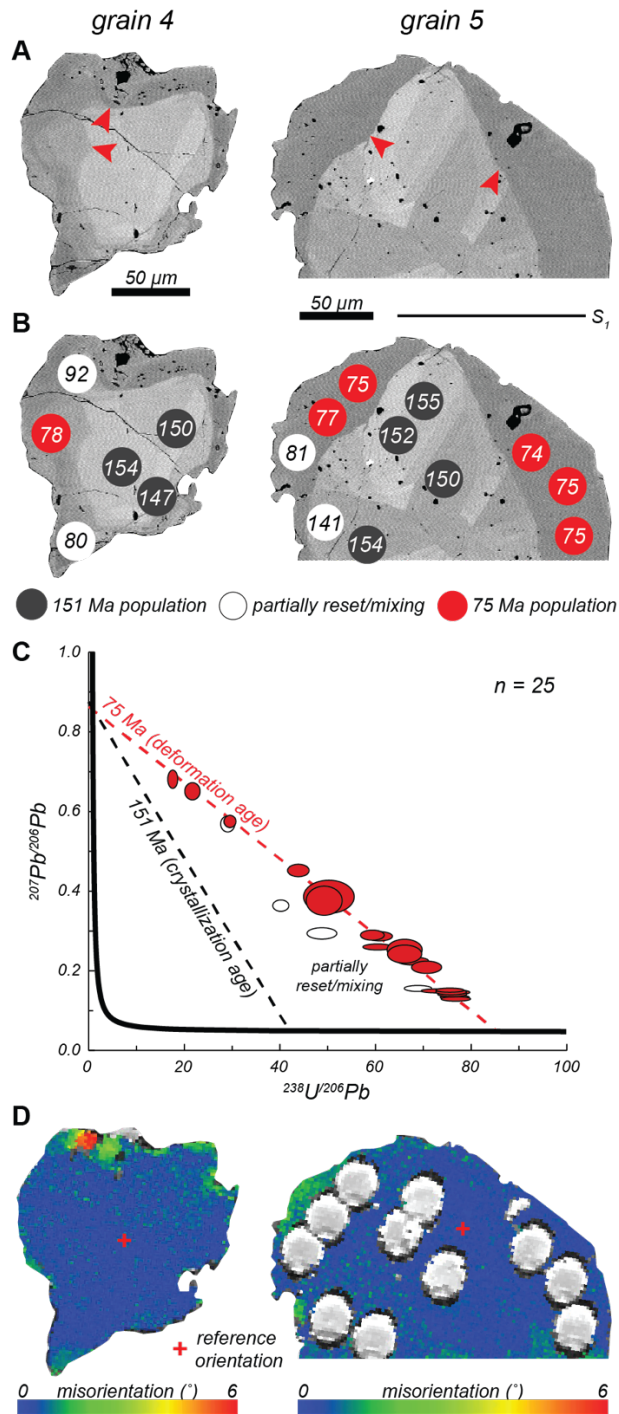 grain 4 grain 5
A
50 µm
50 µm S1
B
92 75 155
78 150 77 152 74
154 81 150 75
147 141 75
80 154
151 Ma population partially reset/mixing 75 Ma population
C
1.0
n = 25
0.8
75 Ma (deformation age)
151 Ma (crystallization age)
0.6
207Pb/206Pb
0.4
0.2
partially
reset/mixing
0.0
0 20 40 60 80 100
238U/206Pb
D
+ reference
orientation
0 misorientation (°) 6 0 misorientation (°) 6